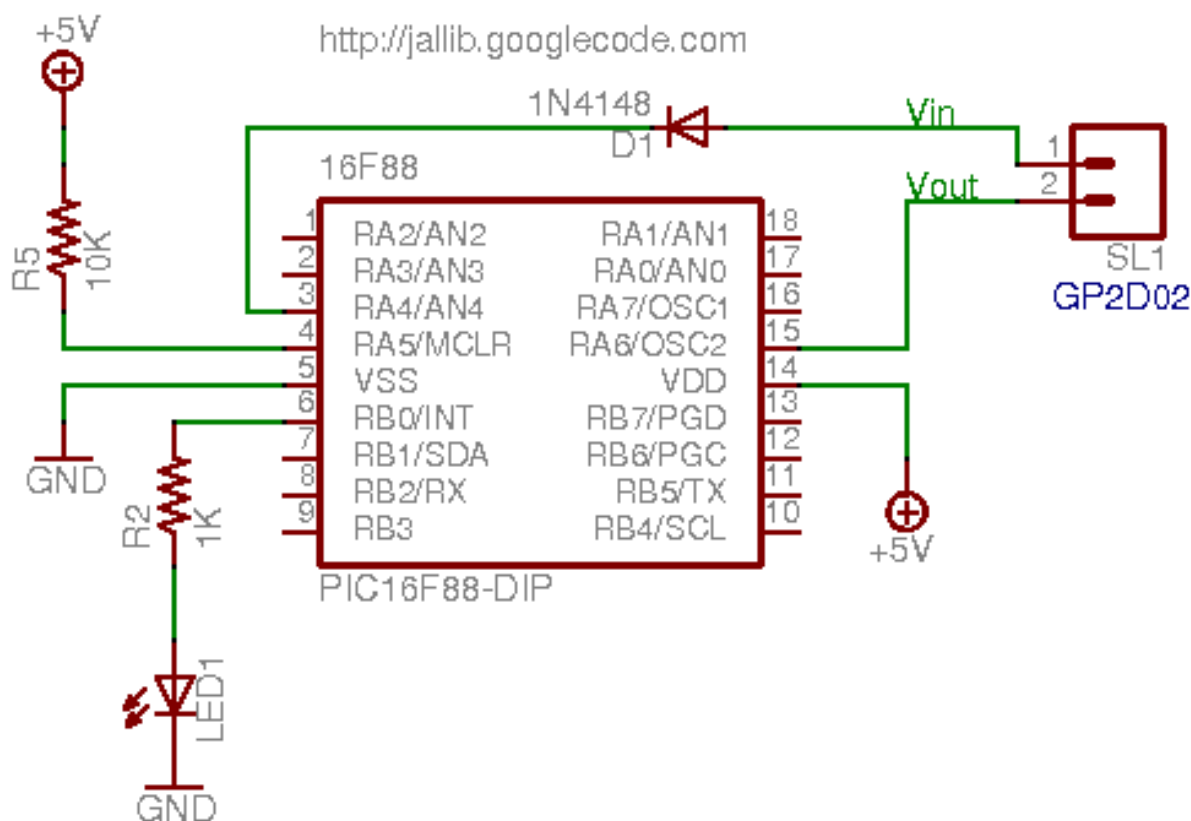 +5V
http://jallib.googlecode.com
1N4148
D1
Vin
Vout
1
2
SL1
GP2D02
R5
10K
16F88
1 RA2/AN2 RA1/AN1 18
2 RA3/AN3 RA0/AN0 17
3 RA4/AN4 RA7/OSC1 16
4 RA5/MCLR RA6/OSC2 15
5 VSS VDD 14
6 RB0/INT RB7/PGD 13
7 RB1/SDA RB6/PGC 12
8 RB2/RX RB5/TX 11
9 RB3 RB4/SCL 10
PIC16F88-DIP
GND
R2
1K
+5V
LED1
GND